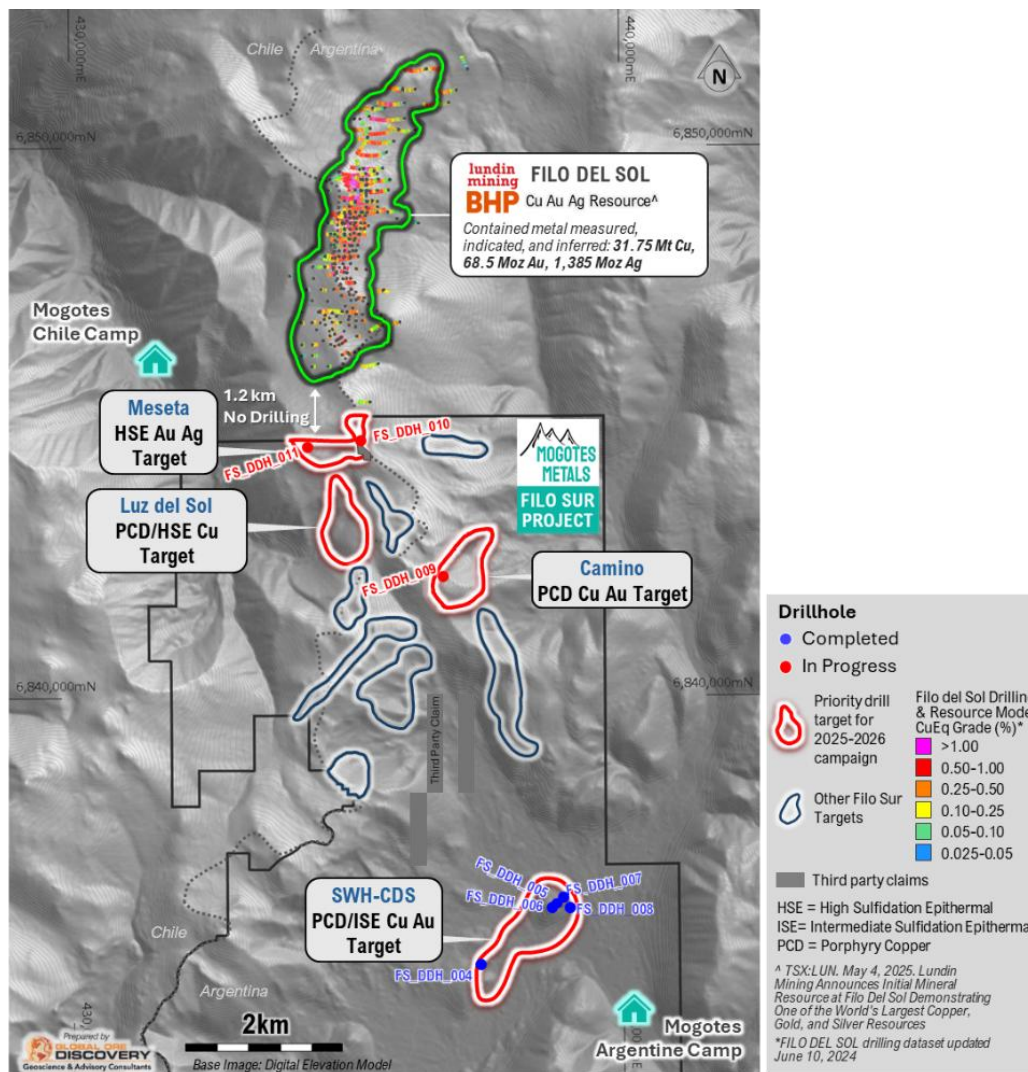 430,000mE
Chile
Argentina
440,000mE
N
6,850,000mN
6,850,000mN
lundin
mining
BHP
FILO DEL SOL
Cu Au Ag Resource^
Contained metal measured,
indicated, and inferred: 31.75 Mt Cu,
68.5 Moz Au, 1,385 Moz Ag
Mogotes
Chile Camp
1.2 km
No Drilling
Meseta
HSE Au Ag
Target
FS_DDH_010
FS_DDH_011
MOGOTES
METALS
FILO SUR
PROJECT
Luz del Sol
PCD/HSE Cu
Target
FS_DDH_009
Camino
PCD Cu Au Target
6,840,000mN
6,840,000mN
Third Party Claim
SWH-CDS
PCD/ISE Cu Au
Target
FS_DDH_005
FS_DDH_007
FS_DDH_006
FS_DDH_008
FS_DDH_004
Chile
Argentina
2km
Base Image: Digital Elevation Model
Mogotes
Argentine Camp
Prepared by
GLOBAL ORE
DISCOVERY
Geoscience & Advisory Consultants
Drillhole
Completed
In Progress
Priority drill
target for
2025-2026
campaign
Other Filo Sur
Targets
Filo del Sol Drilling
& Resource Mode
CuEq Grade (%)*
>1.00
0.50-1.00
0.25-0.50
0.10-0.25
0.05-0.10
0.025-0.05
Third party claims
HSE = High Sulfidation Epithermal
ISE= Intermediate Sulfidation Epitherma
PCD = Porphyry Copper
^ TSX:LUN. May 4, 2025. Lundin
Mining Announces Initial Mineral
Resource at Filo Del Sol Demonstrating
One of the World's Largest Copper,
Gold, and Silver Resources
*FILO DEL SOL drilling dataset updated
June 10, 2024